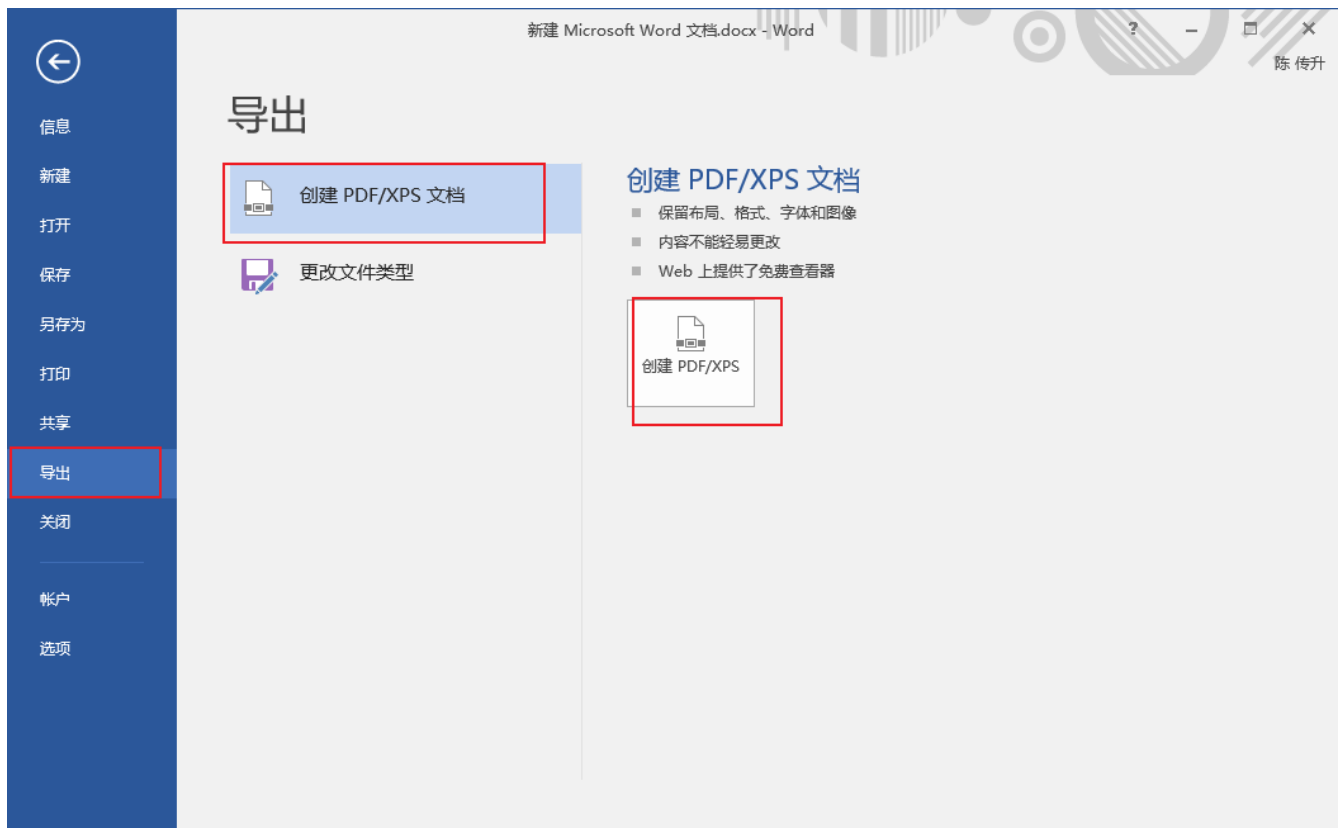 新建 Microsoft Word 文档.docx - Word
?
陈 传升
信息
新建
打开
保存
另存为
打印
共享
导出
关闭
帐户
选项
导出
创建 PDF/XPS 文档
更改文件类型
创建 PDF/XPS 文档
保留布局、格式、字体和图像
内容不能轻易更改
Web 上提供了免费查看器
创建 PDF/XPS